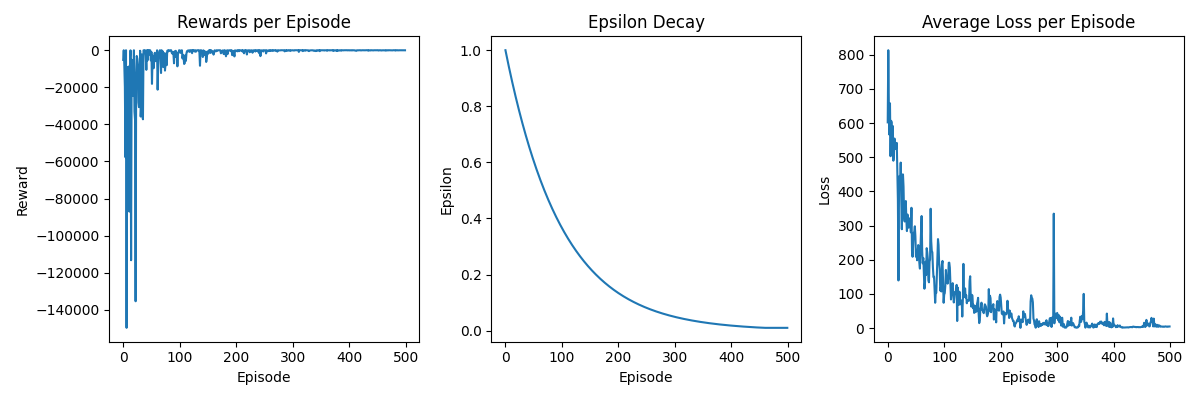 Rewards per Episode
Reward
0
−20000
−40000
−60000
−80000
−100000
−120000
−140000
0 100 200 300 400 500
Episode
Epsilon Decay
Epsilon
1.0
0.8
0.6
0.4
0.2
0.0
0 100 200 300 400 500
Episode
Average Loss per Episode
Loss
800
700
600
500
400
300
200
100
0
0 100 200 300 400 500
Episode